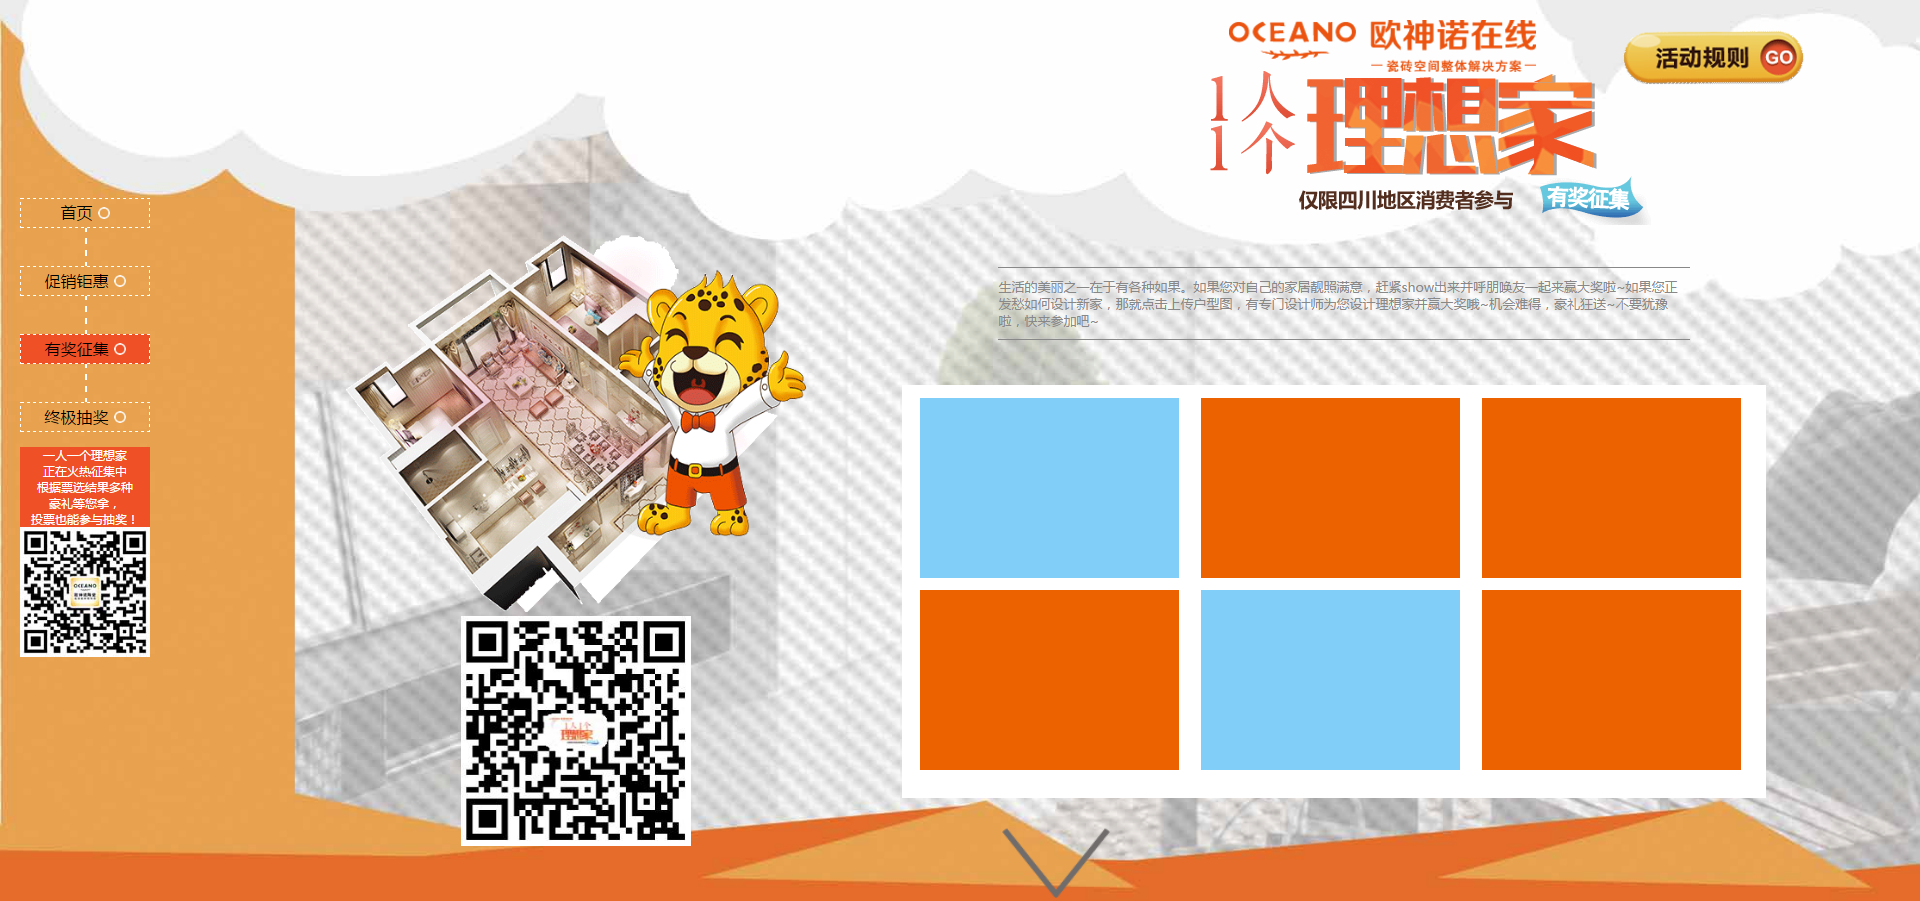 OCEANO 欧神诺在线
一瓷砖空间整体解决方案一
1人
1个
理想家
仅限四川地区消费者参与
有奖征集
活动规则 GO
首页
促销钜惠
有奖征集
终极抽奖
一人一个理想家
正在火热征集中
根据票选结果多种
豪礼等您拿，
投票也能参与抽奖！
OCEANO
生活的美丽之一在于有各种如果。如果您对自己的家居靓照满意，赶紧show出来并呼朋唤友一起来赢大奖啦~如果您正
发愁如何设计新家，那就点击上传户型图，有专门设计师为您设计理想家并赢大奖哦~机会难得，豪礼狂送~不要犹豫
啦，快来参加吧~
1人1个
理想家